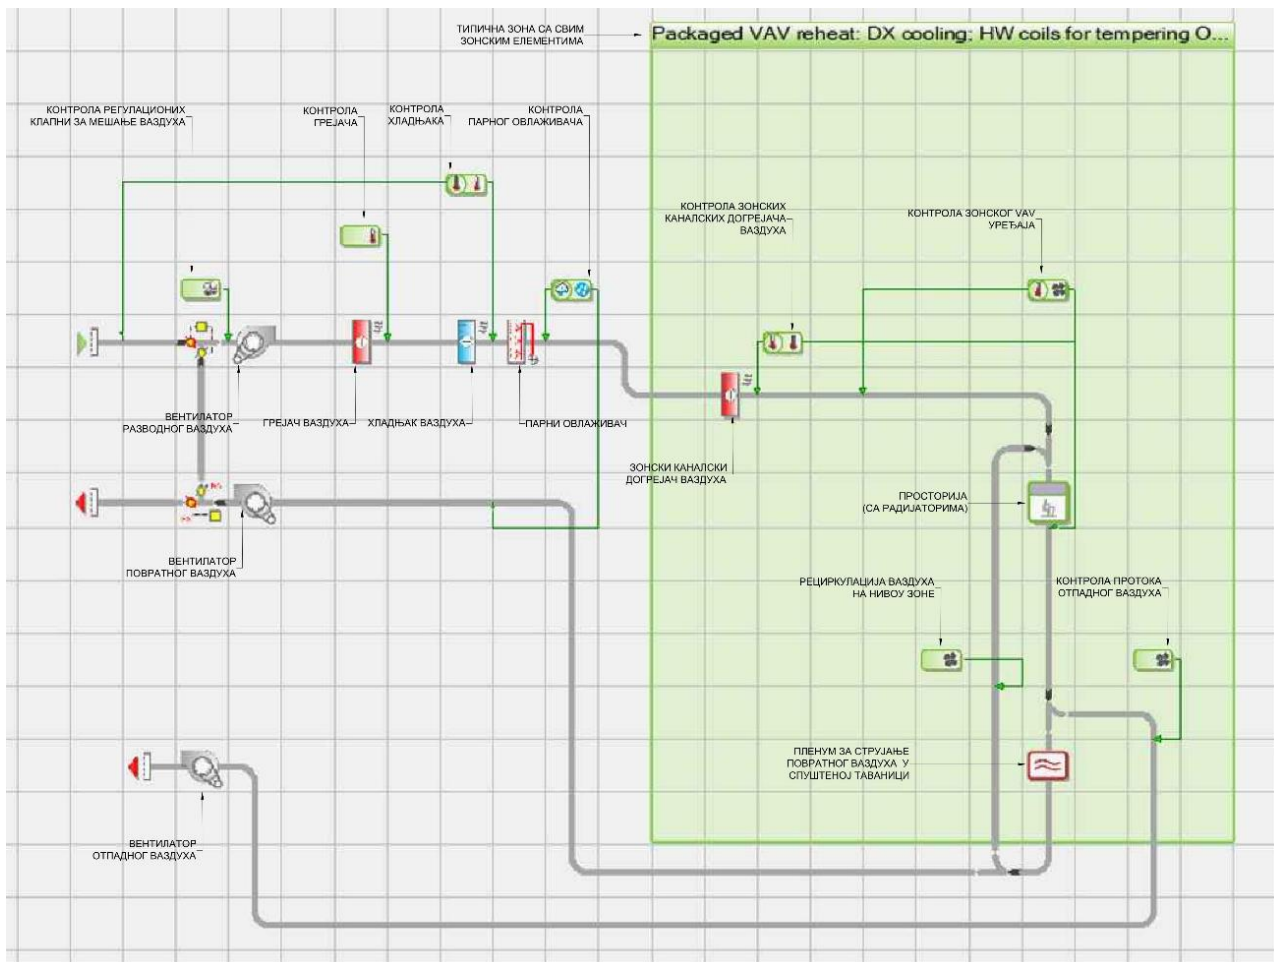 ТИПИЧНА ЗОНА СА СВИМ
ЗОНСКИМ ЕЛЕМЕНТИМА
Packaged VAV reheat: DX cooling; HW coils for tempering O...
КОНТРОЛА РЕГУЛАЦИОНИХ
КЛАПНИ ЗА МЕШАЊЕ ВАЗДУХА
КОНТРОЛА
ГРЕЈАЧА
КОНТРОЛА
ХЛАДЊАКА
КОНТРОЛА
ПАРНОГ ОВЛАЖИВАЧА
КОНТРОЛА ЗОНСКИХ
КАНАЛСКИХ ДОГРЕЈАЧА
ВАЗДУХА
КОНТРОЛА ЗОНСКОГ VAV
УРЕЂАЈА
ВЕНТИЛАТОР
РАЗВОДНОГ ВАЗДУХА
ГРЕЈАЧ ВАЗДУХА
ХЛАДЊАК ВАЗДУХА
ПАРНИ ОВЛАЖИВАЧ
ЗОНСКИ КАНАЛСКИ
ДОГРЕЈАЧ ВАЗДУХА
ПРОСТОРИЈА
(СА РАДИЈАТОРИМА)
ВЕНТИЛАТОР
ПОВРАТНОГ ВАЗДУХА
РЕЦИРКУЛАЦИЈА ВАЗДУХА
НА НИВОУ ЗОНЕ
КОНТРОЛА ПРОТОКА
ОТПАДНОГ ВАЗДУХА
ПЛЕНУМ ЗА СТРУЈАЊЕ
ПОВРАТНОГ ВАЗДУХА У
СПУШТЕНОЈ ТАВАНИЦИ
ВЕНТИЛАТОР
ОТПАДНОГ ВАЗДУХА